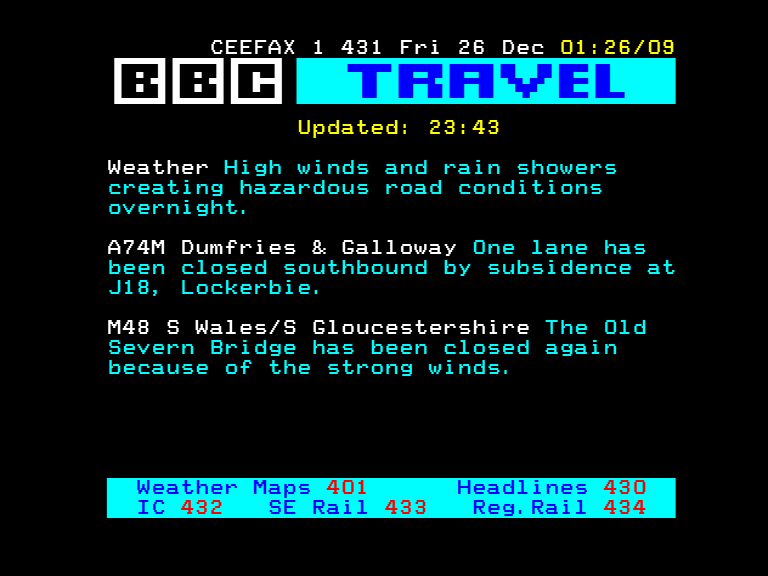 CEEFAX 1 431 Fri 26 Dec 01:26/09
BBC TRAVEL
Updated: 23:43
Weather High winds and rain showers
creating hazardous road conditions
overnight.
A74M Dumfries & Galloway One lane has
been closed southbound by subsidence at
J18, Lockerbie.
M48 S Wales/S Gloucestershire The Old
Severn Bridge has been closed again
because of the strong winds.
Weather Maps 401 Headlines 430
IC 432 SE Rail 433 Reg.Rail 434